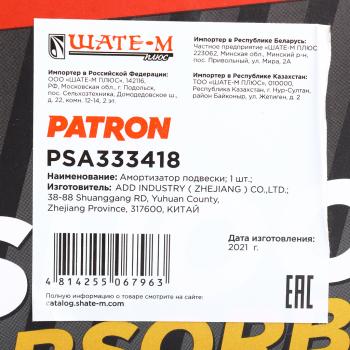 ШАТЕ-М
ПЛЮС
Импортер в Республику Беларусь:
Частное предприятие «ШАТЕ-М ПЛЮС»
223062, Минская обл., Минский р-н,
пос. Привольный, ул. Мира, 2А
Импортер в Российской Федерации:
ООО «ШАТЕ-М ПЛЮС», 142116,
РФ, Московская обл., г. Подольск,
пос. Сельхозтехники, Домодедовское ш.,
д. 22, комн. 12-14, 2 эт.
Импортер в Республике Казахстан:
ТОО «ШАТЕ-М ПЛЮС», 010000,
Республика Казахстан, г. Нур-Султан,
район Байконыр, ул. Жетиген, д. 2
PATRON
PSA333418
Наименование: Амортизатор подвески; 1 шт.;
Изготовитель: ADD INDUSTRY ( ZHEJIANG ) CO.,LTD.;
38-88 Shuanggang RD, Yuhuan County,
Zhejiang Province, 317600, КИТАЙ
Дата изготовления:
2021 г.
4 814255 067963
EAC
Полную информацию о товаре смотрите на сайте
catalog.shate-m.com